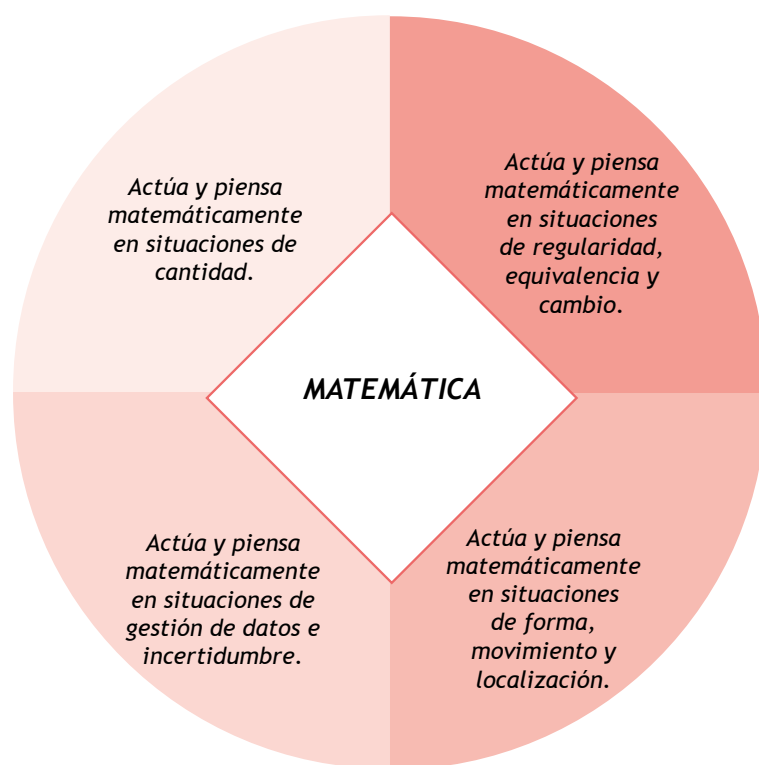 Actúa y piensa
matemáticamente
en situaciones de
cantidad.
Actúa y piensa
matemáticamente
en situaciones
de regularidad,
equivalencia y
cambio.
MATEMÁTICA
Actúa y piensa
matemáticamente
en situaciones de
gestión de datos e
incertidumbre.
Actúa y piensa
matemáticamente
en situaciones
de forma,
movimiento y
localización.